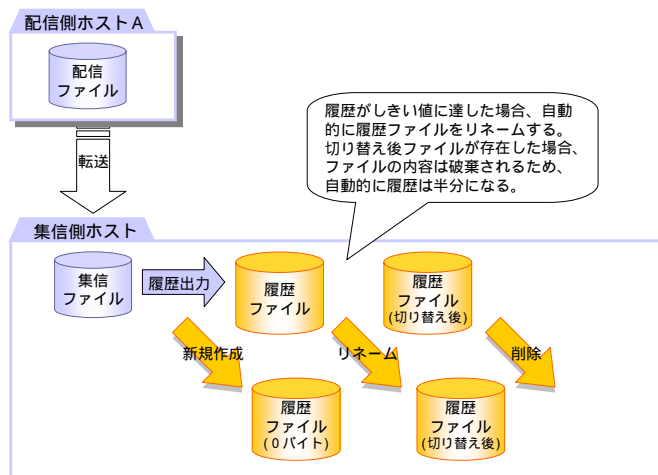 配信側ホストA
配信
ファイル
転送
履歴がしきい値に達した場合、自動
的に履歴ファイルをリネームする。
切り替え後ファイルが存在した場合、
ファイルの内容は破棄されるため、
自動的に履歴は半分になる。
集信側ホスト
集信
ファイル
履歴出力
履歴
ファイル
履歴
ファイル
(切り替え後)
新規作成
リネーム
削除
履歴
ファイル
(0バイト)
履歴
ファイル
(切り替え後)